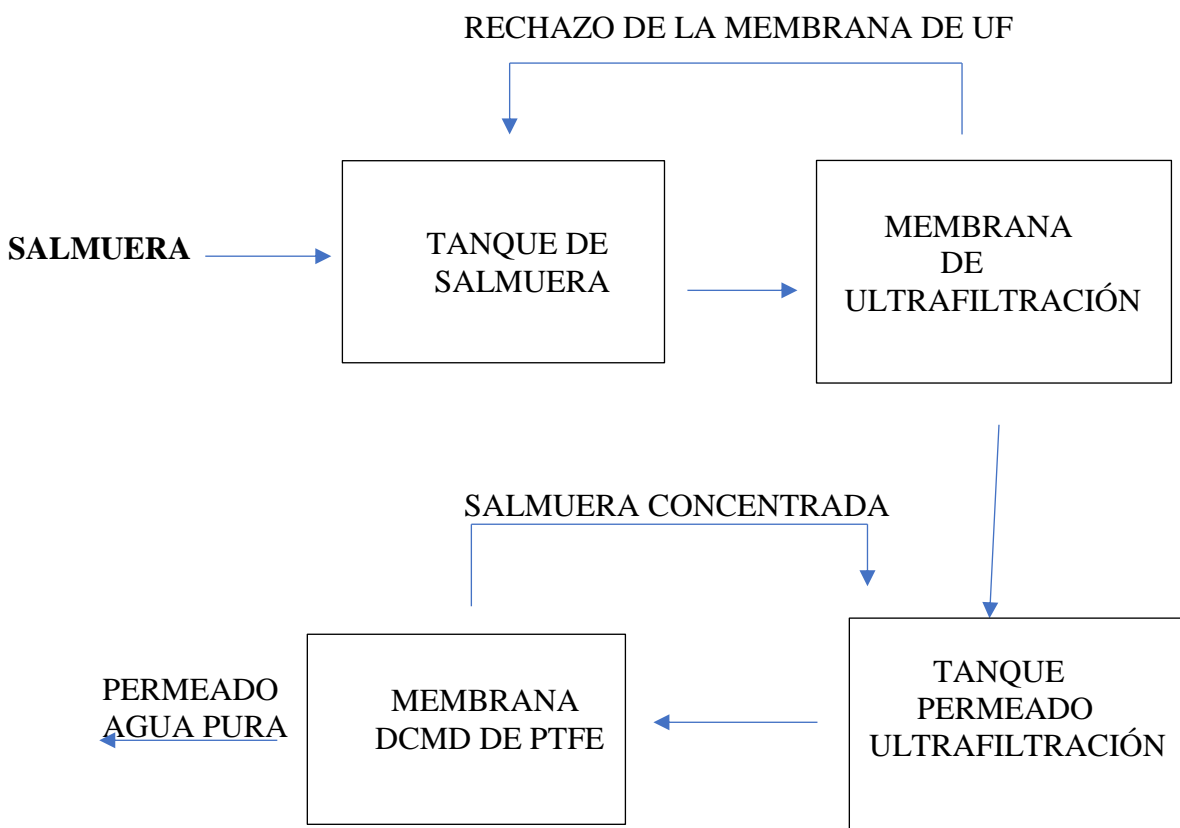 RECHAZO DE LA MEMBRANA DE UF
SALMUERA
TANQUE DE
SALMUERA
MEMBRANA
DE
ULTRAFILTRACIÓN
SALMUERA CONCENTRADA
PERMEADO
AGUA PURA
MEMBRANA
DCMD DE PTFE
TANQUE
PERMEADO
ULTRAFILTRACIÓN